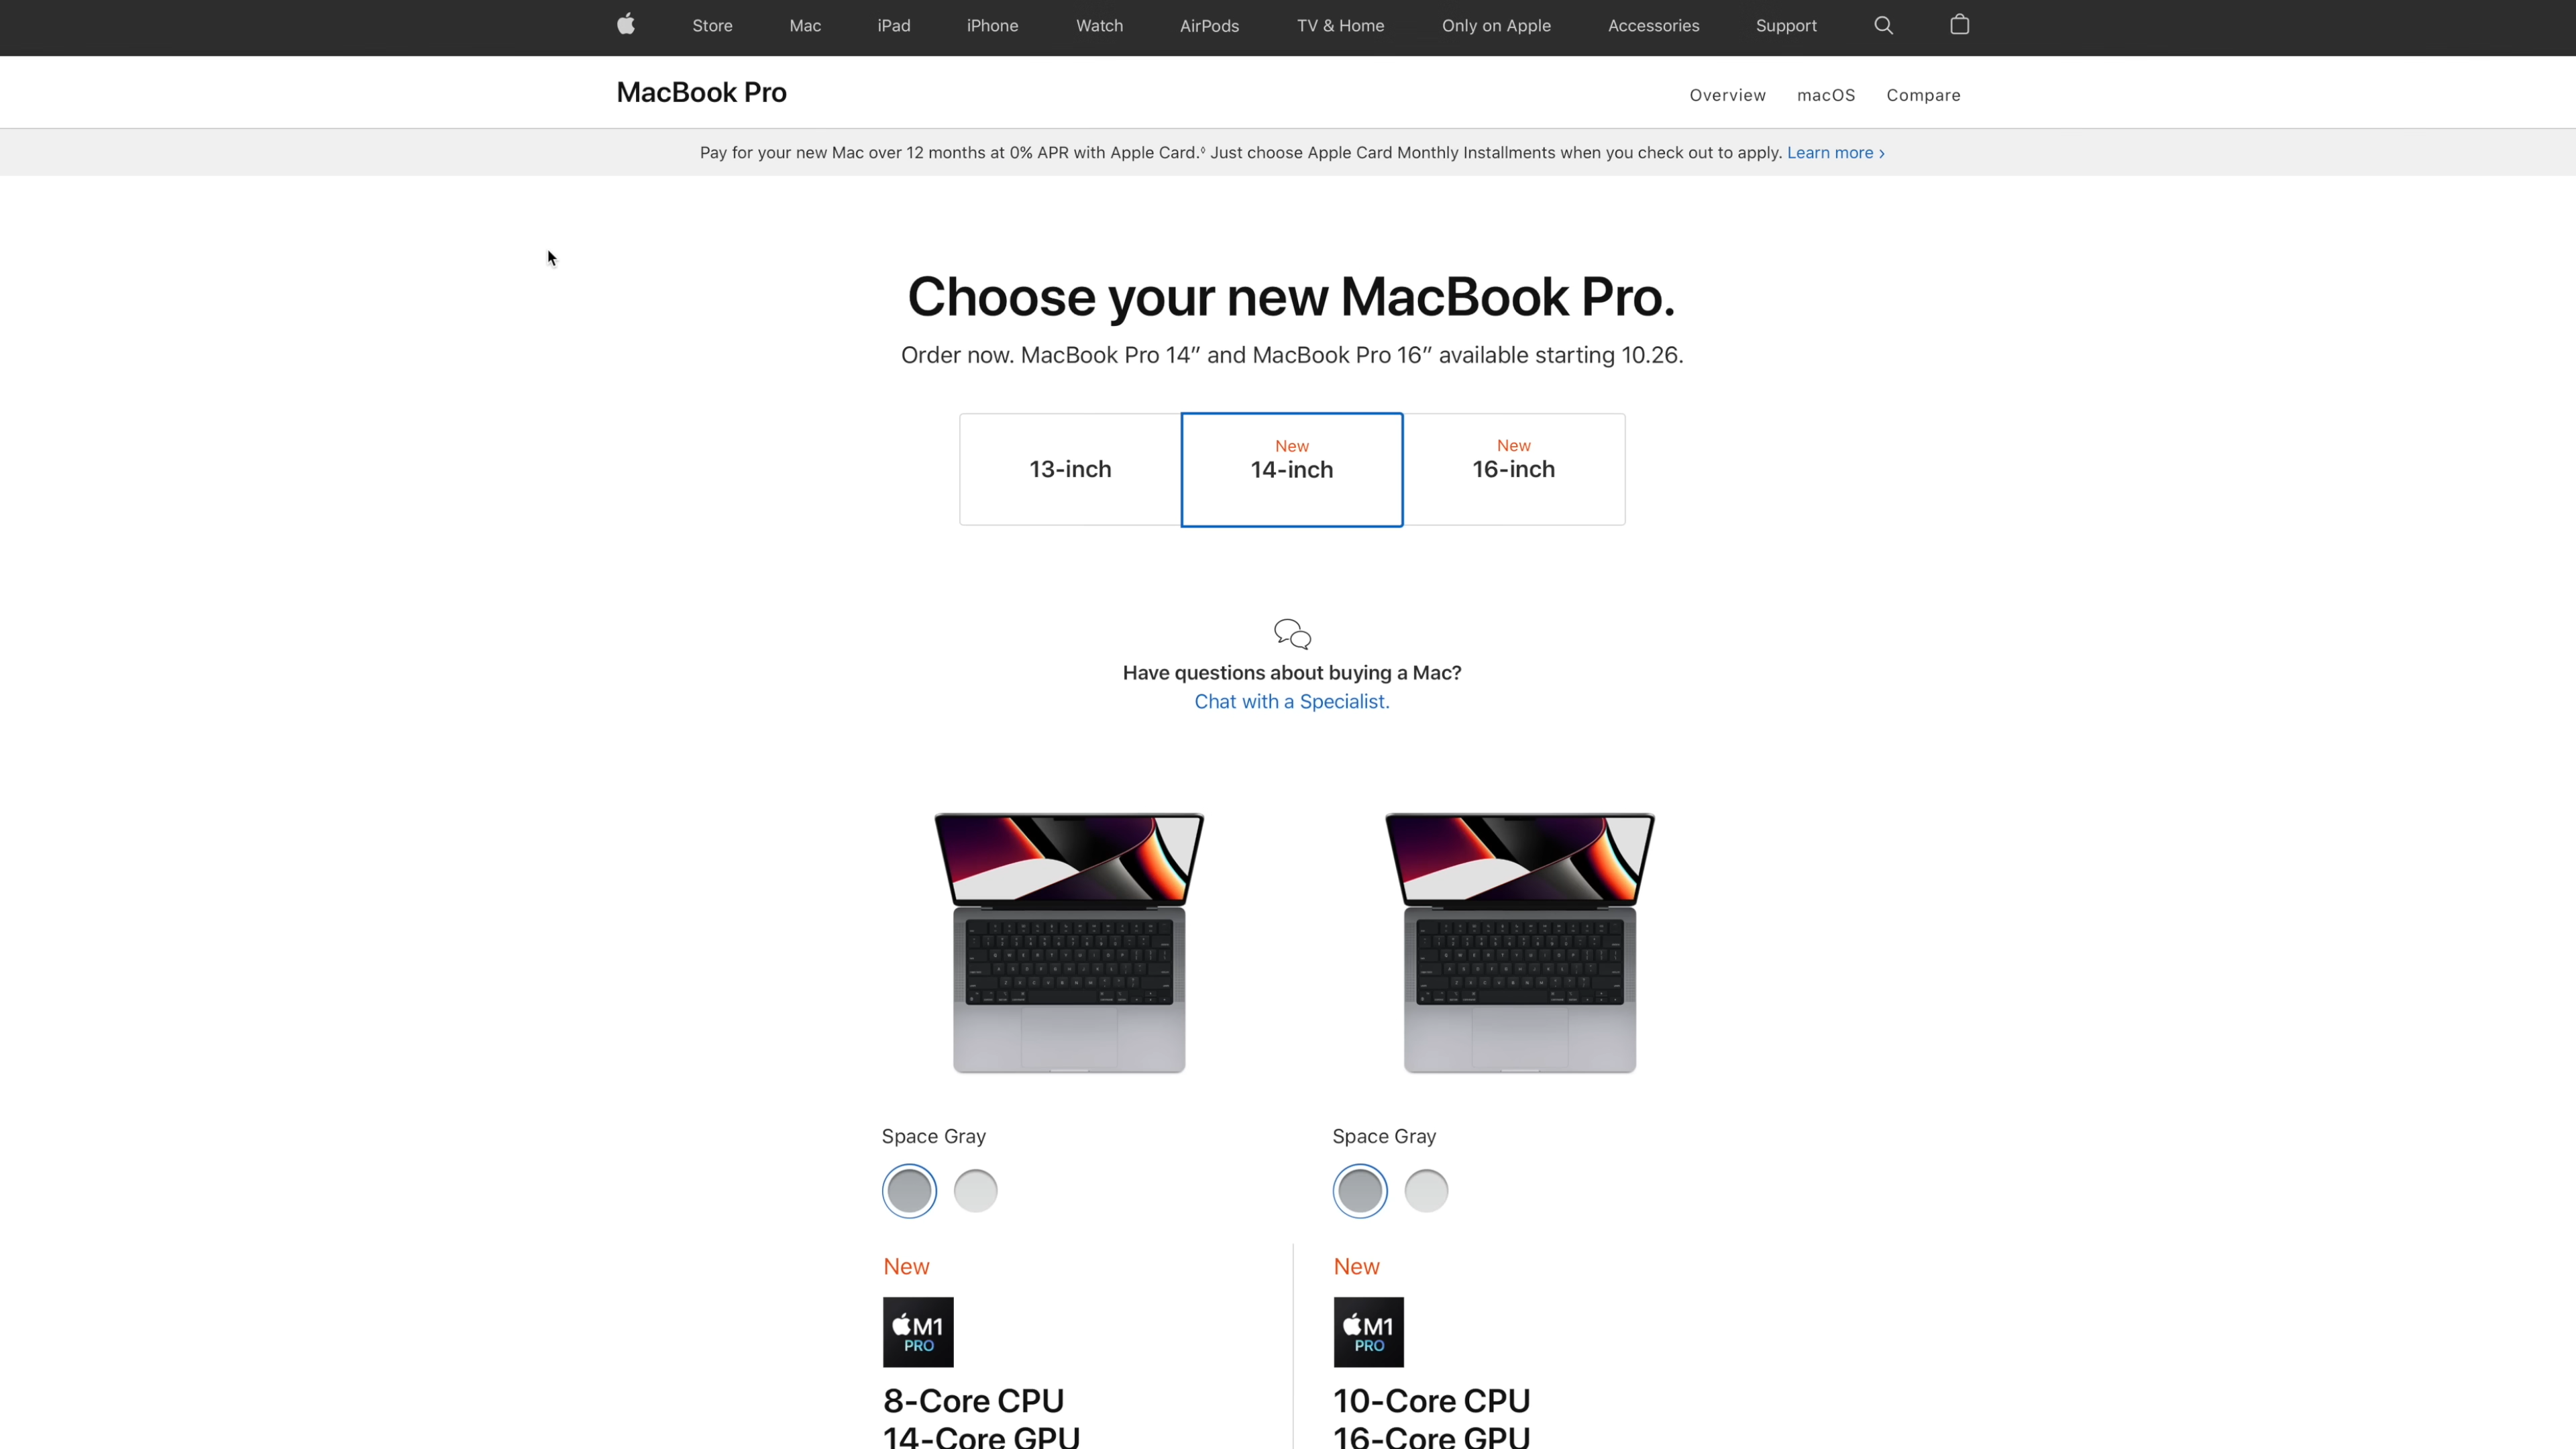 Store Mac iPad iPhone Watch AirPods TV & Home Only on Apple Accessories Support
MacBook Pro
Overview macOS Compare
Pay for your new Mac over 12 months at 0% APR with Apple Card.◊ Just choose Apple Card Monthly Installments when you check out to apply. Learn more ›
Choose your new MacBook Pro.
Order now. MacBook Pro 14″ and MacBook Pro 16″ available starting 10.26.
13-inch
New
14-inch
New
16-inch
Have questions about buying a Mac?
Chat with a Specialist.
Space Gray
Space Gray
New
M1
PRO
8-Core CPU
14-Core GPU
New
M1
PRO
10-Core CPU
16-Core GPU